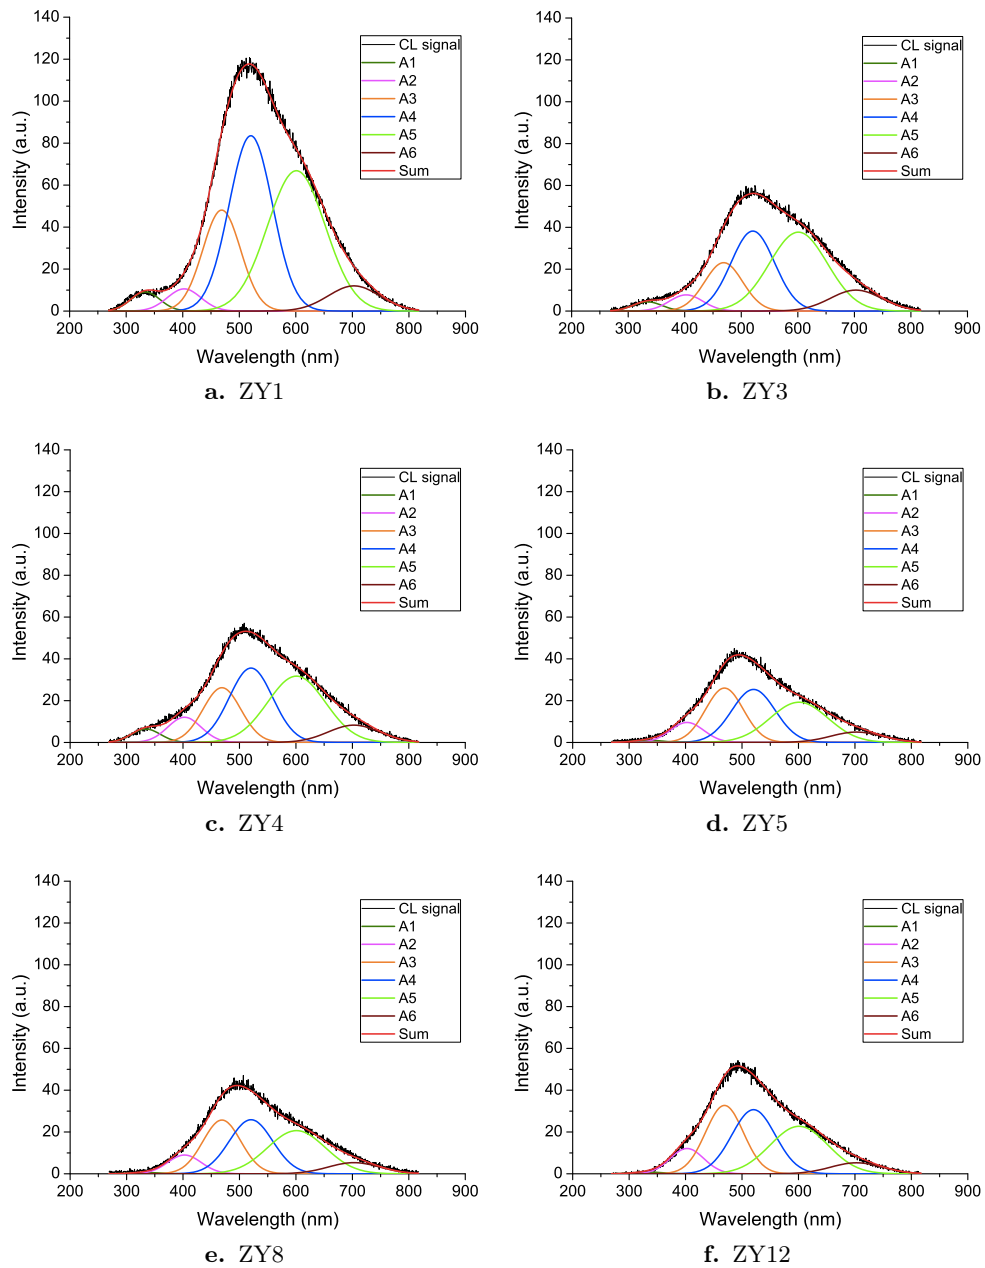 140
120
100
80
60
40
20
0
Intensity (a.u.)
CL signal
A1
A2
A3
A4
A5
A6
Sum
200 300 400 500 600 700 800 900
Wavelength (nm)
a. ZY1
140
120
100
80
60
40
20
0
Intensity (a.u.)
CL signal
A1
A2
A3
A4
A5
A6
Sum
200 300 400 500 600 700 800 900
Wavelength (nm)
b. ZY3
140
120
100
80
60
40
20
0
Intensity (a.u.)
CL signal
A1
A2
A3
A4
A5
A6
Sum
200 300 400 500 600 700 800 900
Wavelength (nm)
c. ZY4
140
120
100
80
60
40
20
0
Intensity (a.u.)
CL signal
A1
A2
A3
A4
A5
A6
Sum
200 300 400 500 600 700 800 900
Wavelength (nm)
d. ZY5
140
120
100
80
60
40
20
0
Intensity (a.u.)
CL signal
A1
A2
A3
A4
A5
A6
Sum
200 300 400 500 600 700 800 900
Wavelength (nm)
e. ZY8
140
120
100
80
60
40
20
0
Intensity (a.u.)
CL signal
A1
A2
A3
A4
A5
A6
Sum
200 300 400 500 600 700 800 900
Wavelength (nm)
f. ZY12